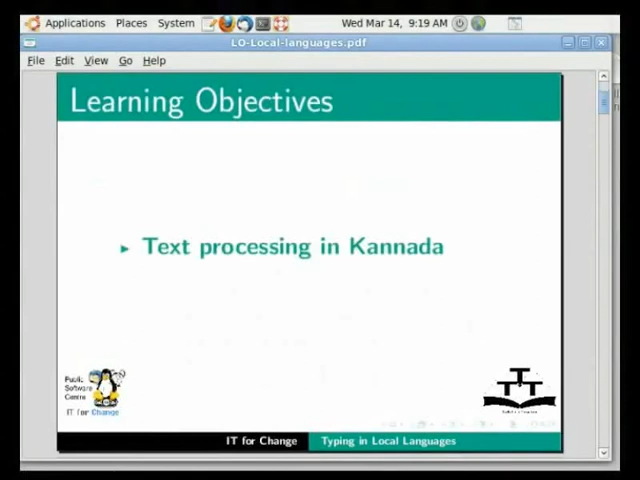 Applications Places System Wed Mar 14, 9:19 AM
LO-Local-languages.pdf
File Edit View Go Help
Learning Objectives
Text processing in Kannada
Public
Software
Centre
IT for Change
TTT
IT for Change Typing in Local Languages